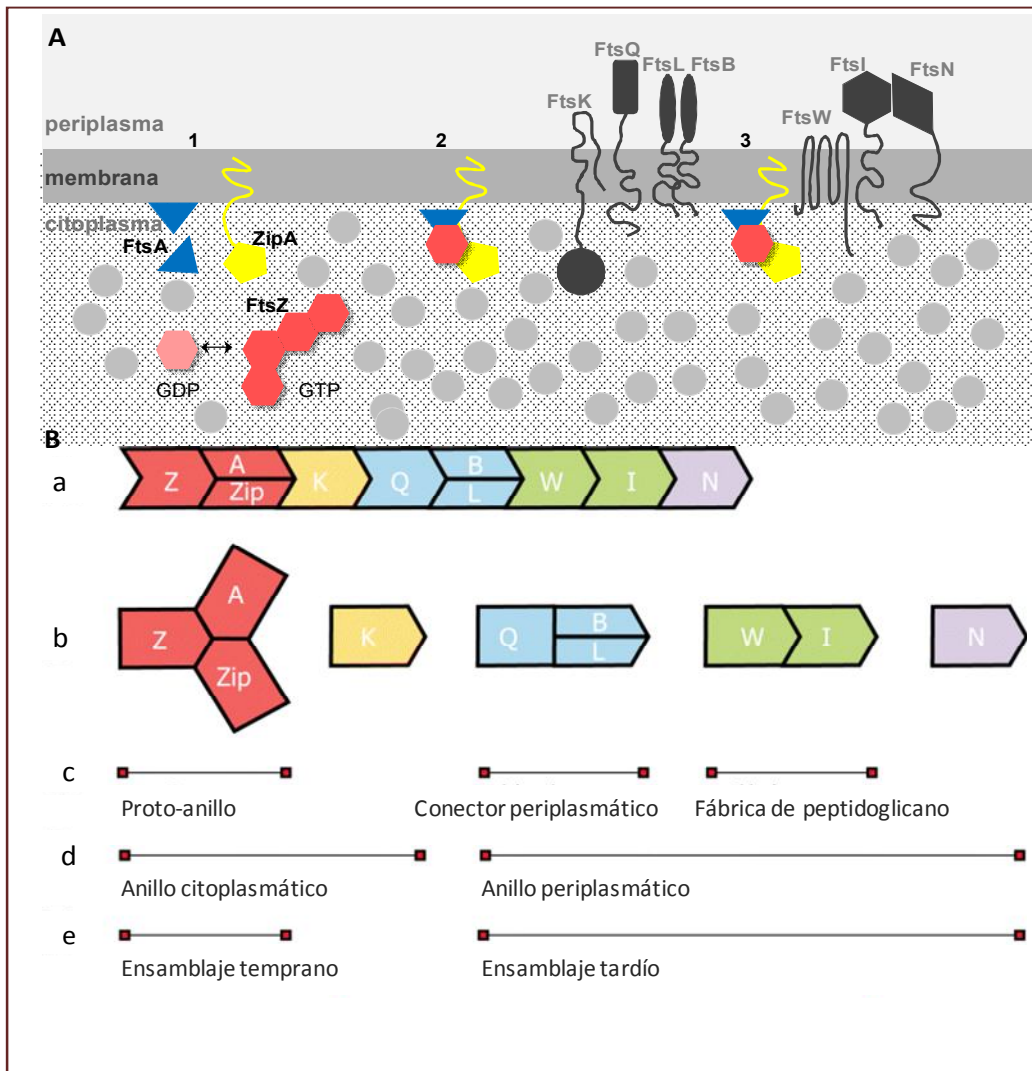 A
FtsQ
FtsL FtsB
FtsI
FtsN
FtsK
FtsW
periplasma
1
2
3
membrana
citoplasma
FtsA
ZipA
FtsZ
GDP
GTP
B
a
Z
A
Zip
K
Q
B
L
W
I
N
b
Z
A
Zip
K
Q
B
L
W
I
N
c
Proto-anillo
Conector periplasmático
Fábrica de peptidoglicano
d
Anillo citoplasmático
Anillo periplasmático
e
Ensamblaje temprano
Ensamblaje tardío